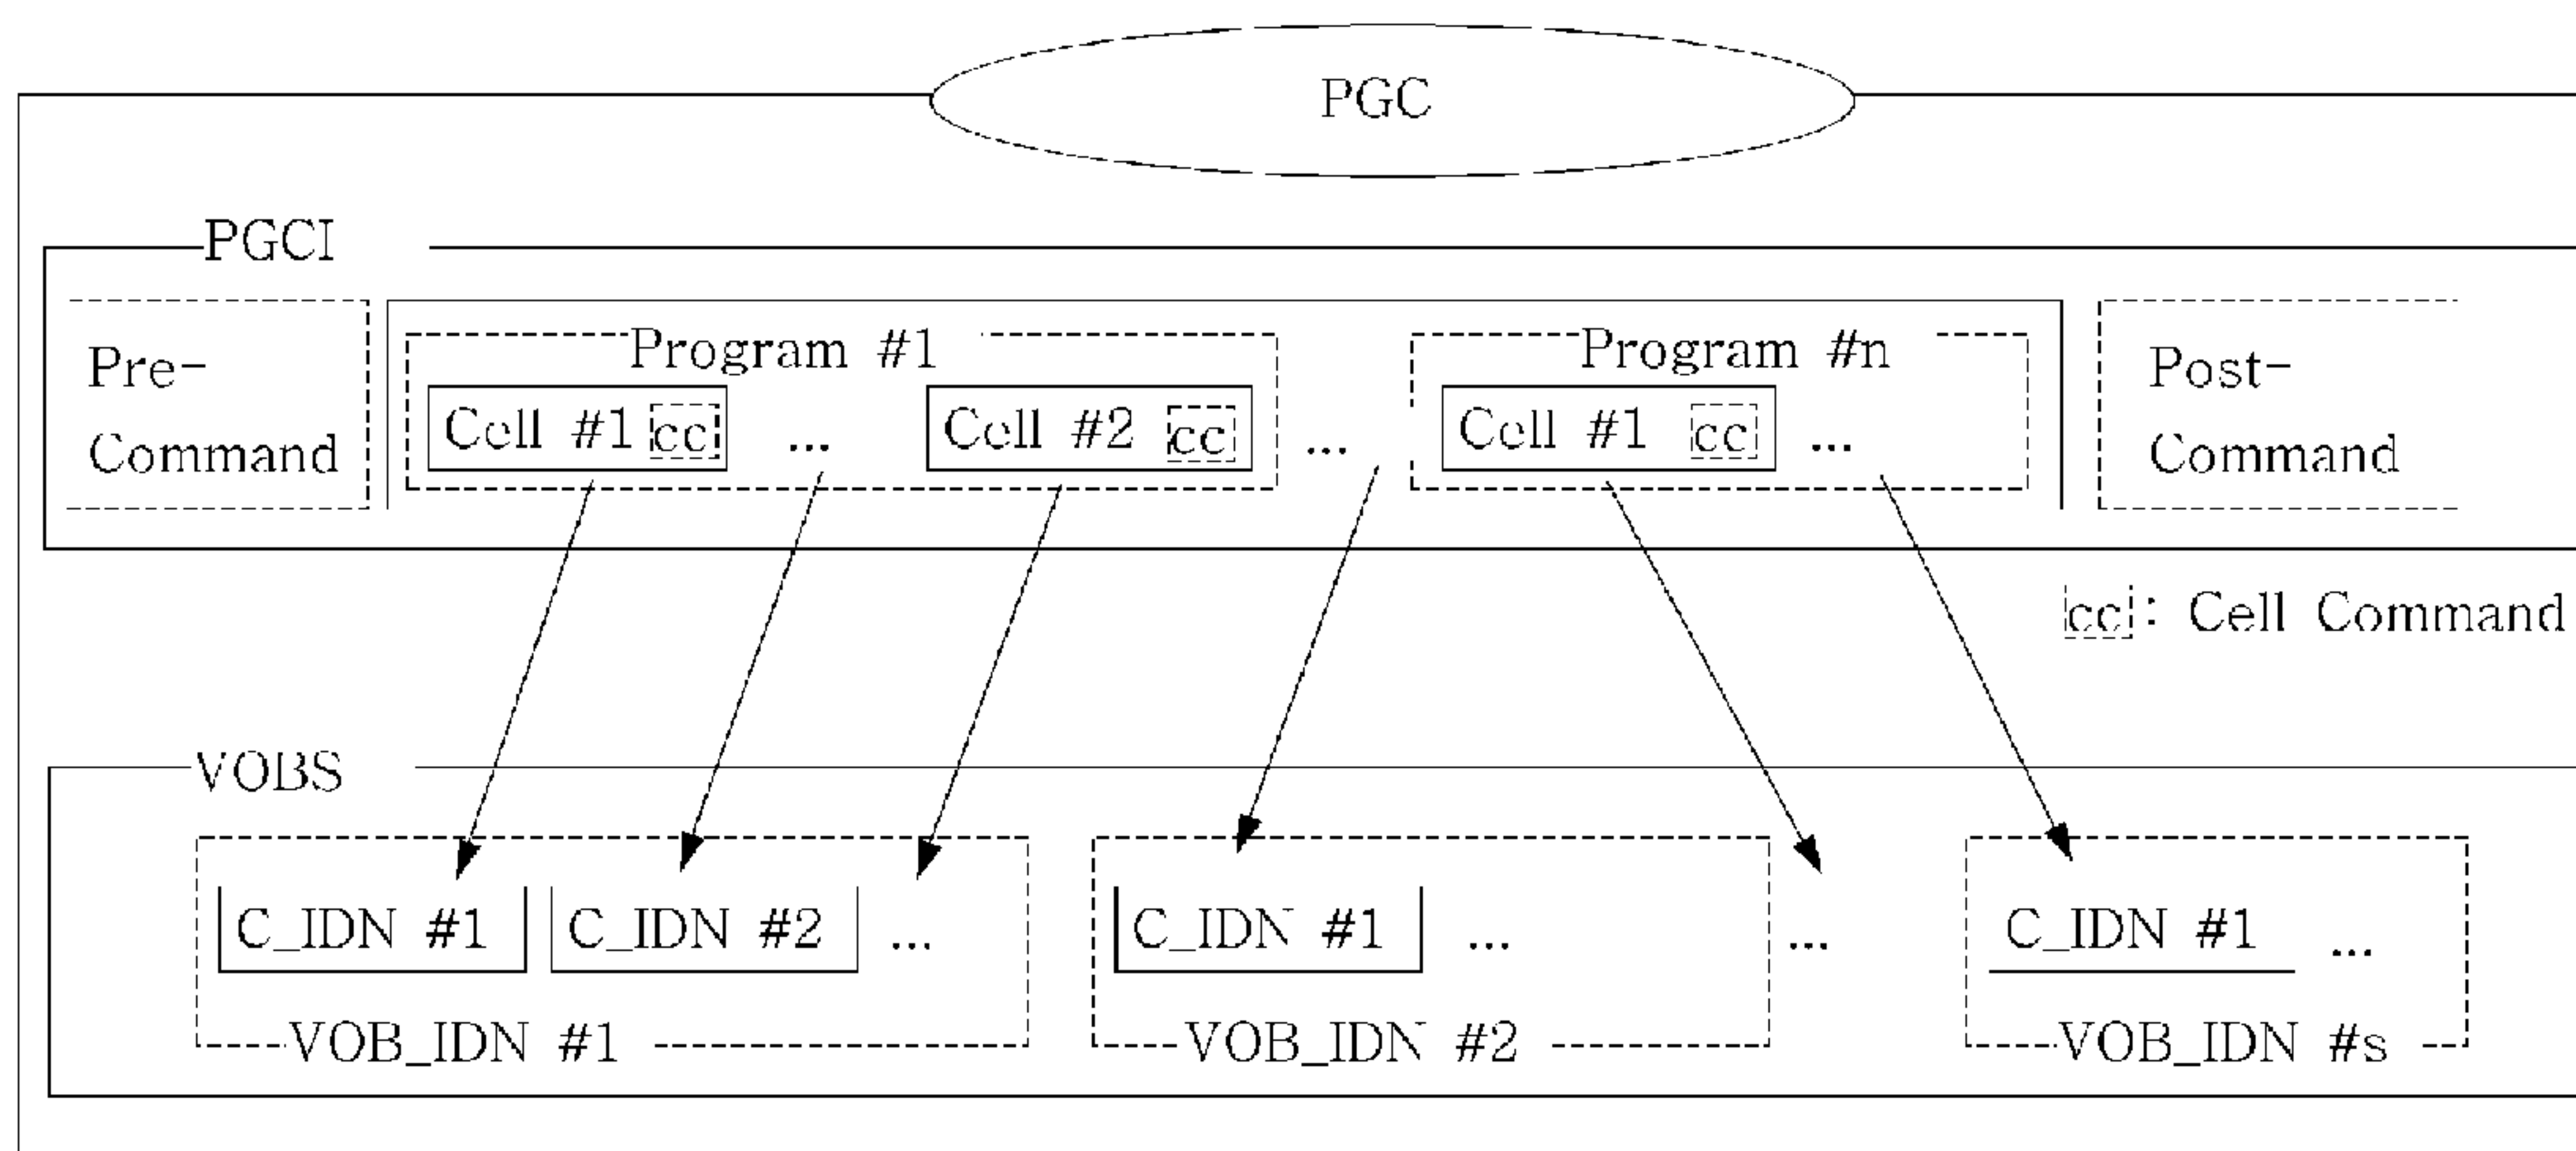 PGC
PGCI
Pre-
Command
Program #1
Cell #1 cc ... Cell #2 cc
...
Program #n
Cell #1 cc ...
Post-
Command
cc : Cell Command
VOBS
C_IDN #1 C_IDN #2 ...
VOB_IDN #1
C_IDN #1 ...
VOB_IDN #2
...
C_IDN #1 ...
VOB_IDN #s